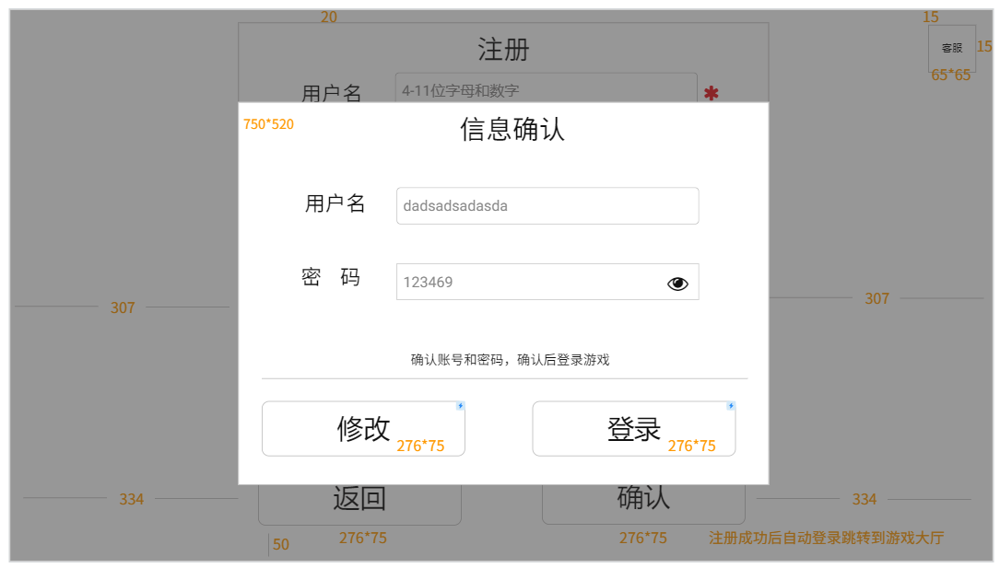 20
15
注册
客服
15
65*65
用户名
4-11位字母和数字
✱
750*520
信息确认
用户名
dadsadsadasda
密 码
123469
307
307
确认账号和密码，确认后登录游戏
修改
276*75
登录
276*75
334
返回
确认
334
276*75
276*75
注册成功后自动登录跳转到游戏大厅
50